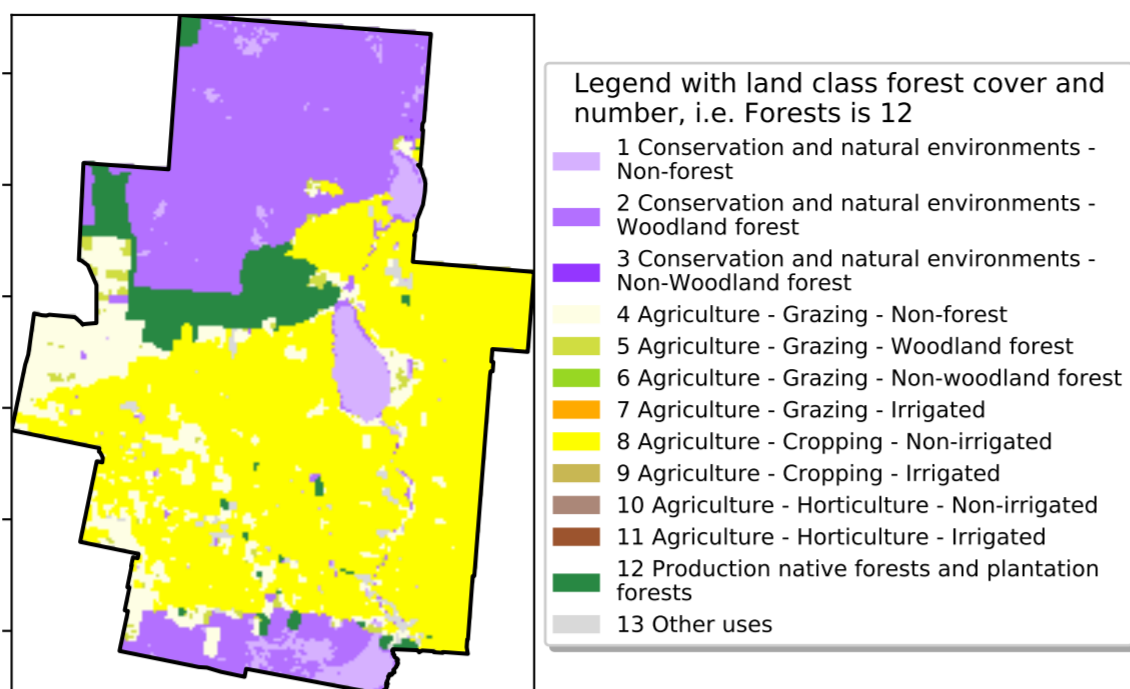 Legend with land class forest cover and
number, i.e. Forests is 12
1 Conservation and natural environments -
Non-forest
2 Conservation and natural environments -
Woodland forest
3 Conservation and natural environments -
Non-Woodland forest
4 Agriculture - Grazing - Non-forest
5 Agriculture - Grazing - Woodland forest
6 Agriculture - Grazing - Non-woodland forest
7 Agriculture - Grazing - Irrigated
8 Agriculture - Cropping - Non-irrigated
9 Agriculture - Cropping - Irrigated
10 Agriculture - Horticulture - Non-irrigated
11 Agriculture - Horticulture - Irrigated
12 Production native forests and plantation
forests
13 Other uses